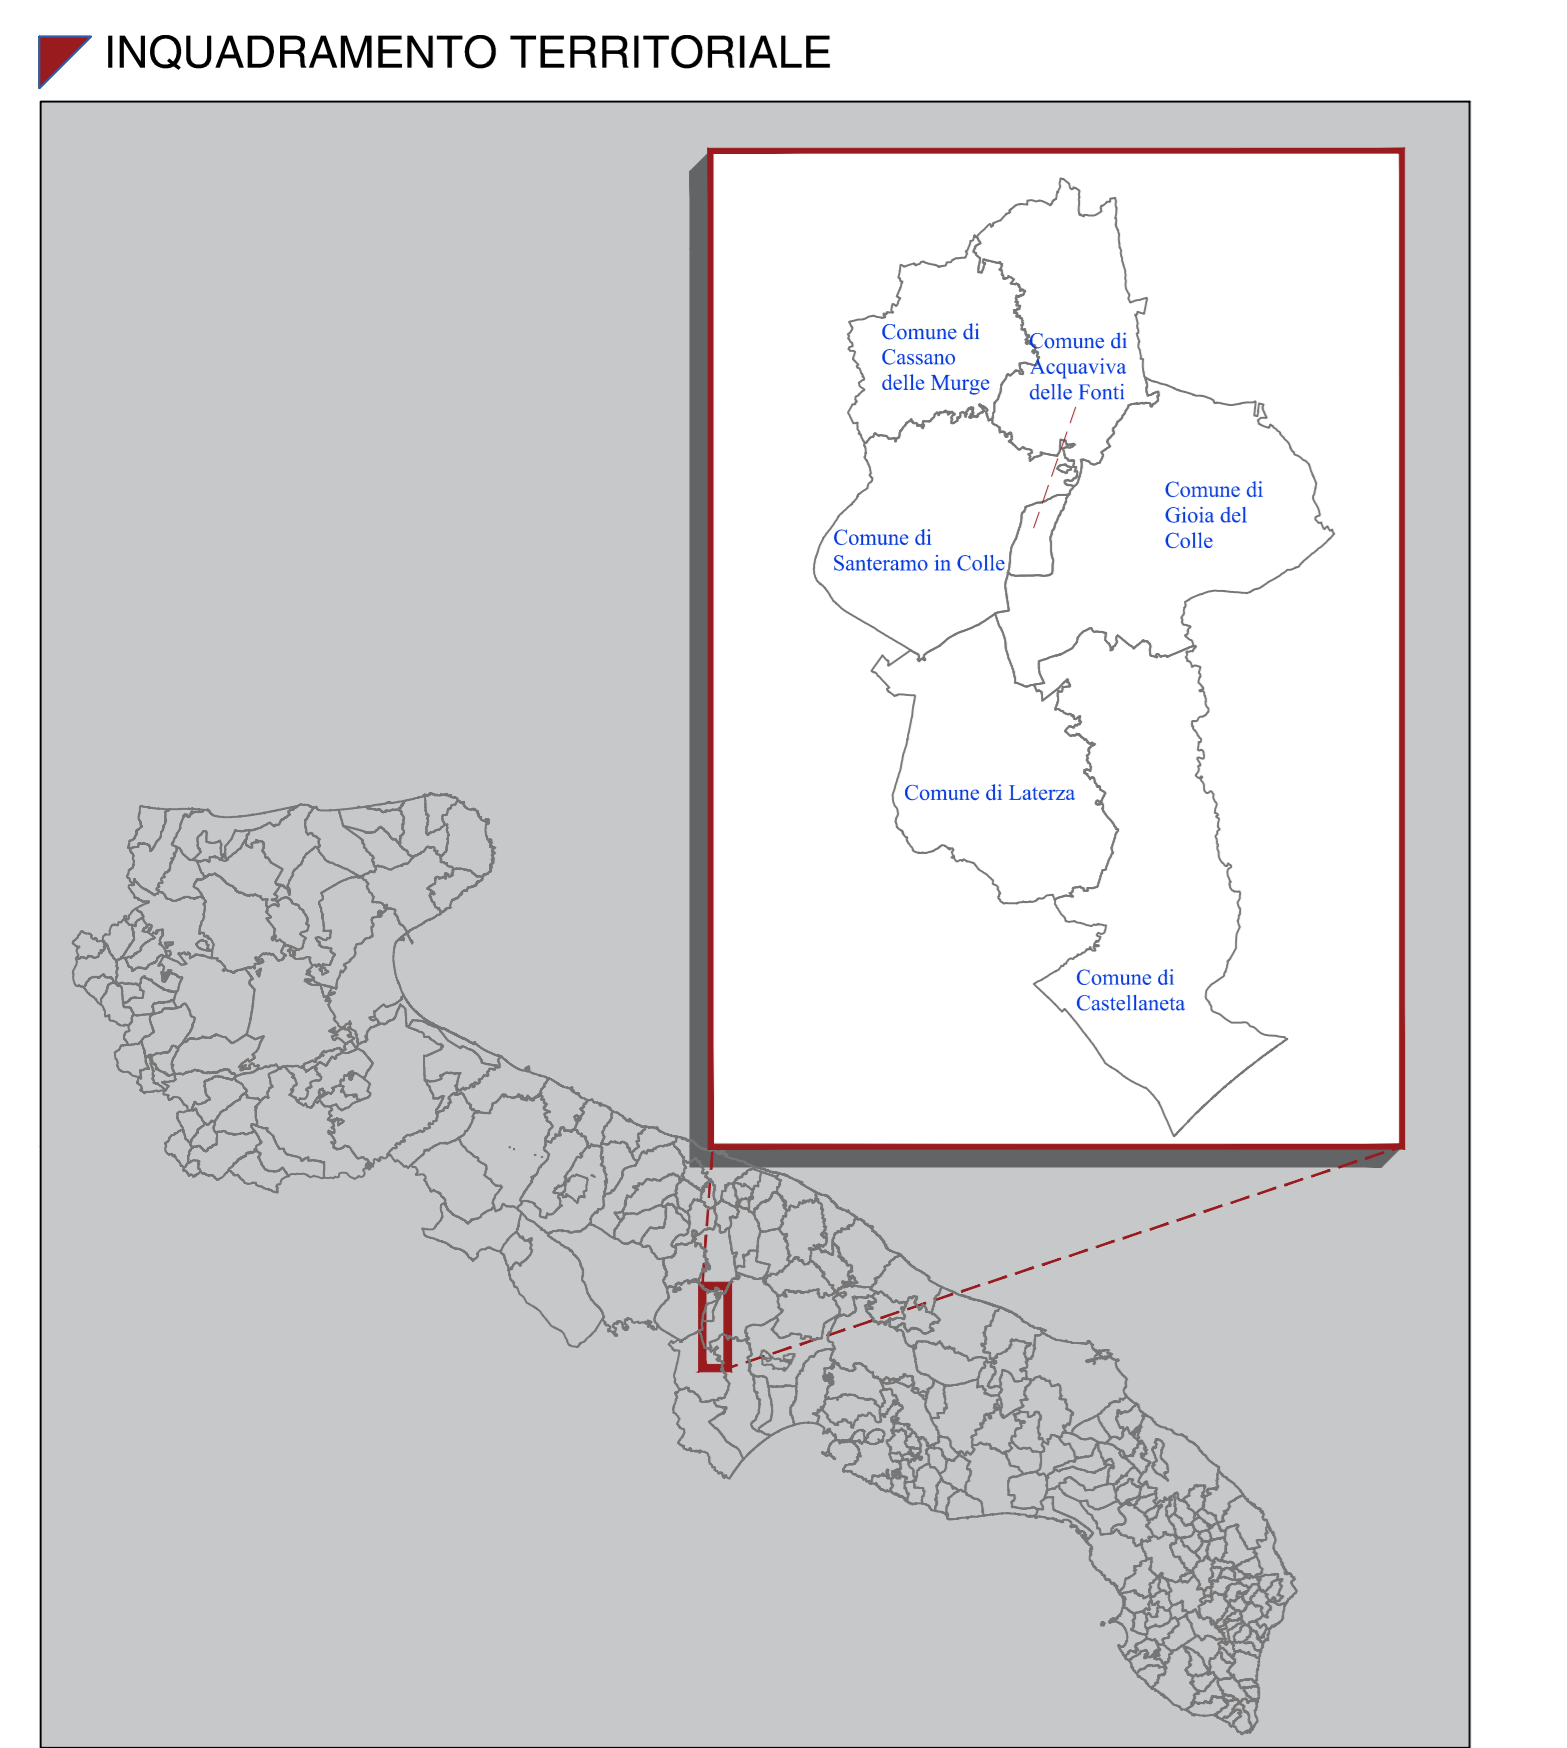 INQUADRAMENTO TERRITORIALE
Comune di
Cassano
delle Murge
Comune di
Acquaviva
delle Fonti
Comune di
Gioia del
Colle
Comune di
Santeramo in Colle
Comune di Laterza
Comune di
Castellaneta